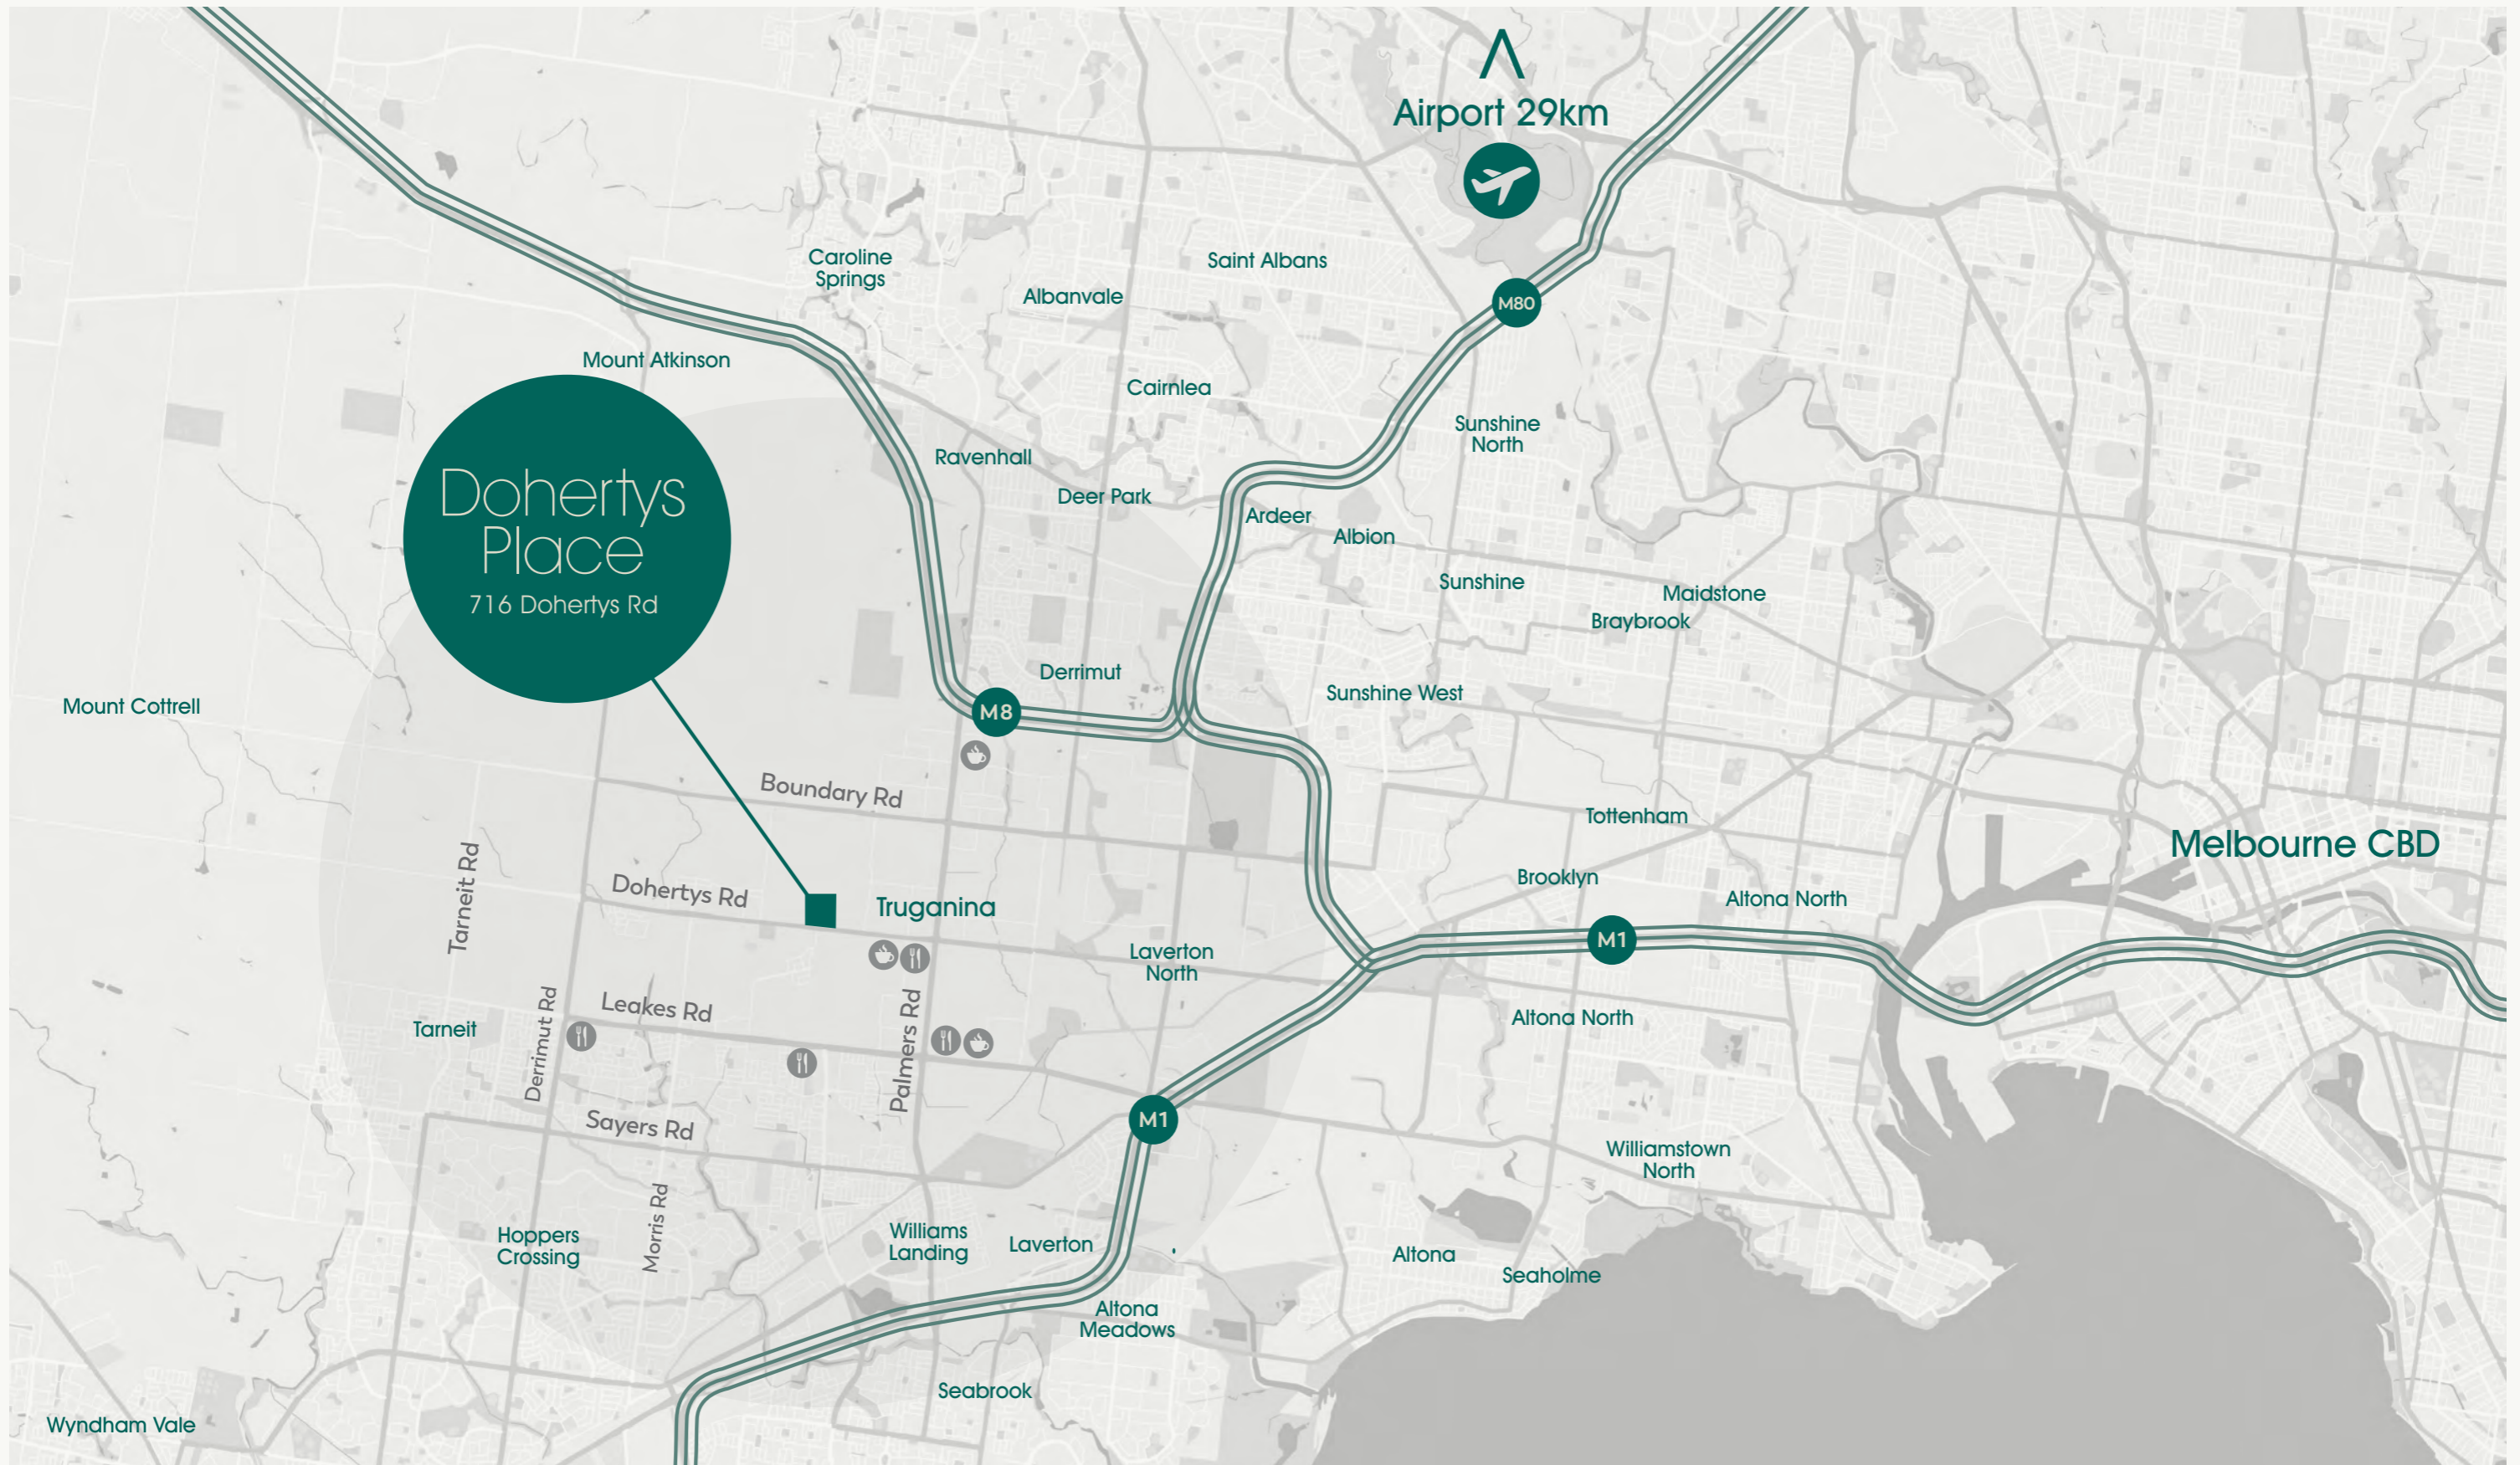 Airport 29km
Caroline
Springs
Saint Albans
Albanvale
M80
Mount Atkinson
Cairnlea
Sunshine
North
Ravenhall
Dohertys
Place
716 Dohertys Rd
Deer Park
Ardeer
Albion
Sunshine
Maidstone
Braybrook
Derrimut
Sunshine West
Mount Cottrell
M8
Boundary Rd
Tottenham
Melbourne CBD
Tarneit Rd
Dohertys Rd
Truganina
Brooklyn
Altona North
M1
Laverton
North
Leakes Rd
Altona North
Tarneit
Derrimut Rd
Palmers Rd
M1
Sayers Rd
Williamstown
North
Morris Rd
Hoppers
Crossing
Williams
Landing
Laverton
Altona
Seaholme
Altona
Meadows
Seabrook
Wyndham Vale